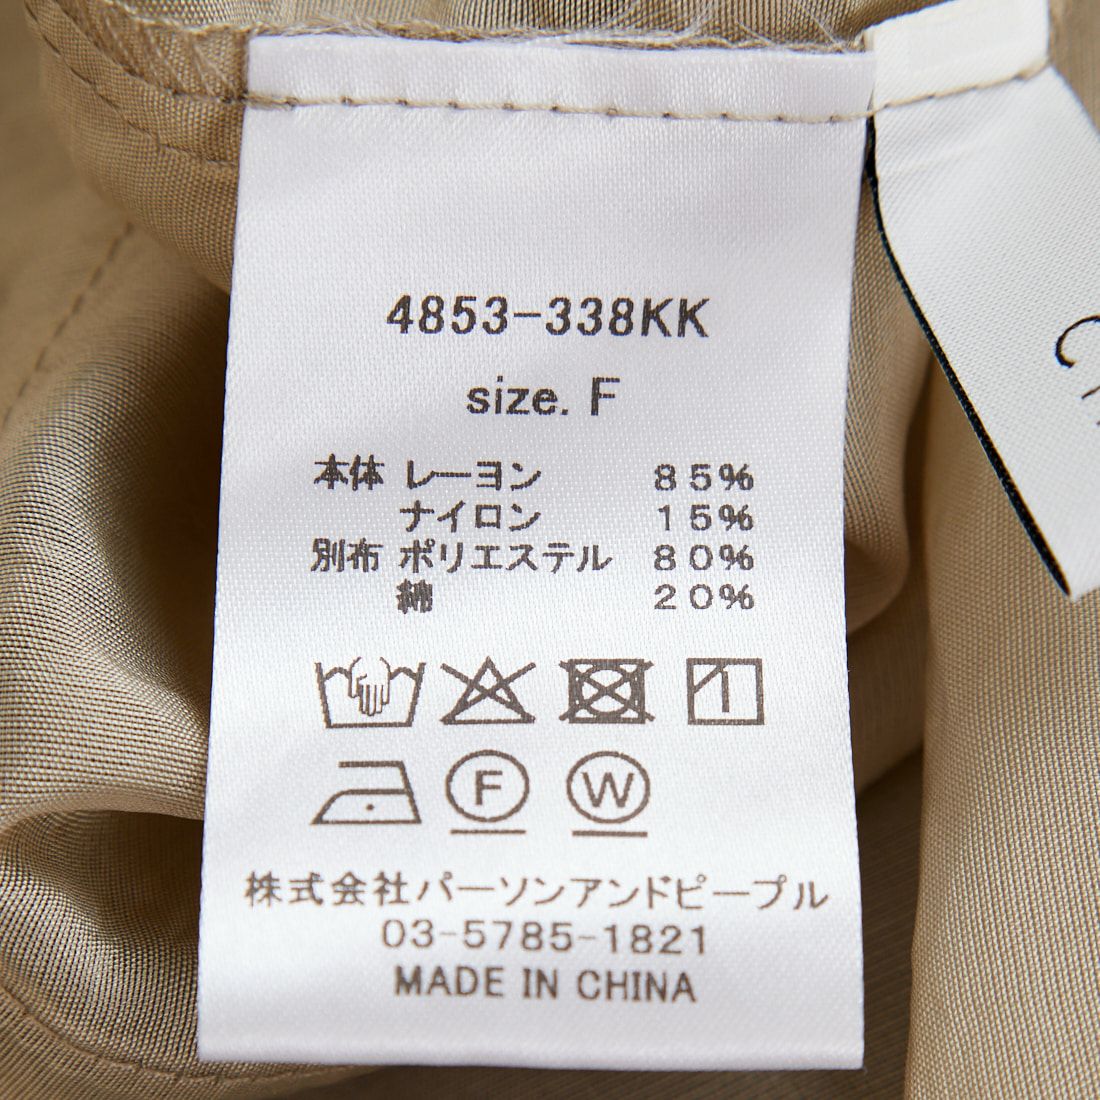 4853-338KK
size. F
本体 レーヨン 85%
ナイロン 15%
別布 ポリエステル 80%
綿 20%
F W
株式会社パーソンアンドピープル
03-5785-1821
MADE IN CHINA